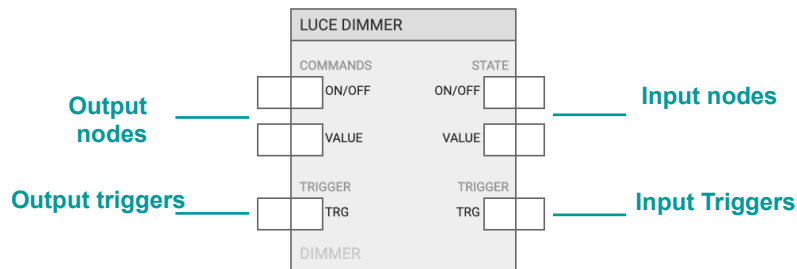 LUCE DIMMER
COMMANDS STATE
ON/OFF ON/OFF
Output
nodes
Input nodes
VALUE VALUE
TRIGGER TRIGGER
Output triggers
TRG TRG
Input Triggers
DIMMER